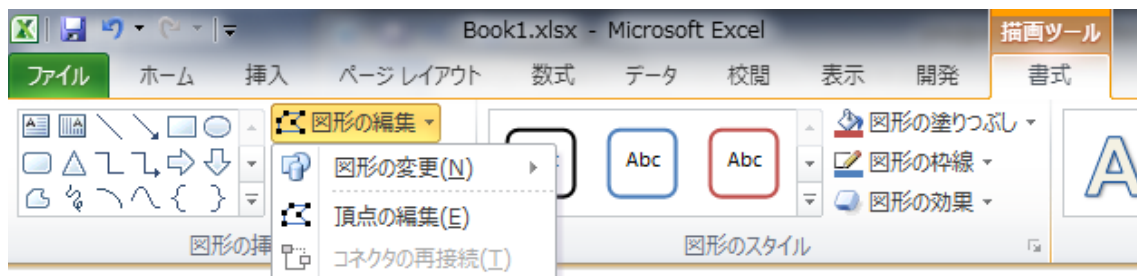 Book1.xlsx - Microsoft Excel
描画ツール
ファイル ホーム 挿入 ページ レイアウト 数式 データ 校閲 表示 開発 書式
図形の編集
図形の変更(N)
頂点の編集(E)
コネクタの再接続(T)
Abc Abc
図形の塗りつぶし
図形の枠線
図形の効果
図形の挿
図形のスタイル